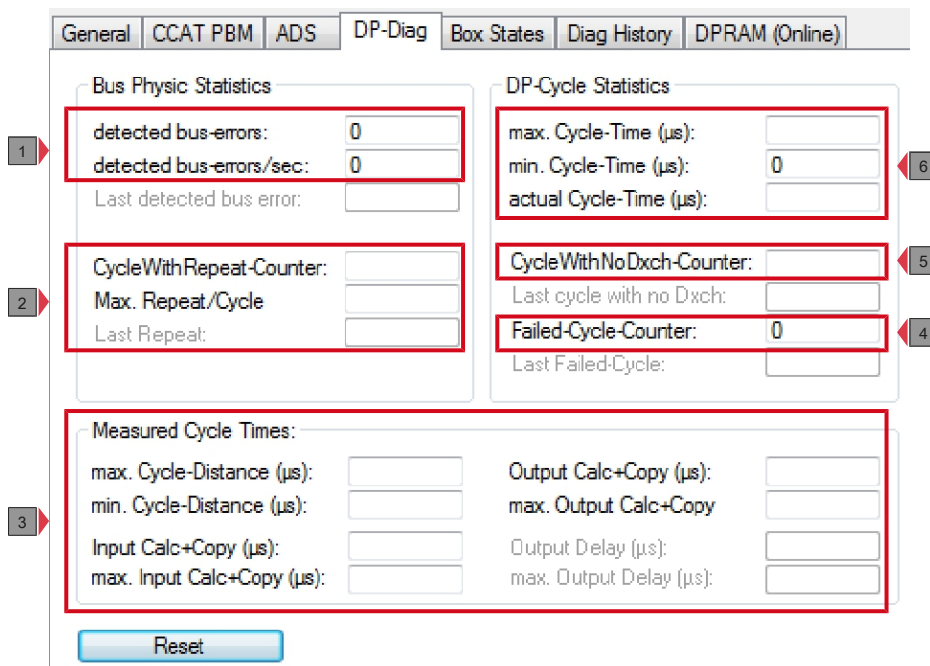 General CCAT PBM ADS DP-Diag Box States Diag History DPRAM (Online)
Bus Physic Statistics
1
detected bus-errors: 0
detected bus-errors/sec: 0
Last detected bus error:
2
CycleWithRepeat-Counter:
Max. Repeat/Cycle
Last Repeat:
DP-Cycle Statistics
max. Cycle-Time (µs):
min. Cycle-Time (µs): 0
6
actual Cycle-Time (µs):
CycleWithNoDxch-Counter:
5
Last cycle with no Dxch:
Failed-Cycle-Counter: 0
4
Last Failed-Cycle:
Measured Cycle Times:
3
max. Cycle-Distance (µs):
min. Cycle-Distance (µs):
Input Calc+Copy (µs):
max. Input Calc+Copy (µs):
Output Calc+Copy (µs):
max. Output Calc+Copy
Output Delay (µs):
max. Output Delay (µs):
Reset